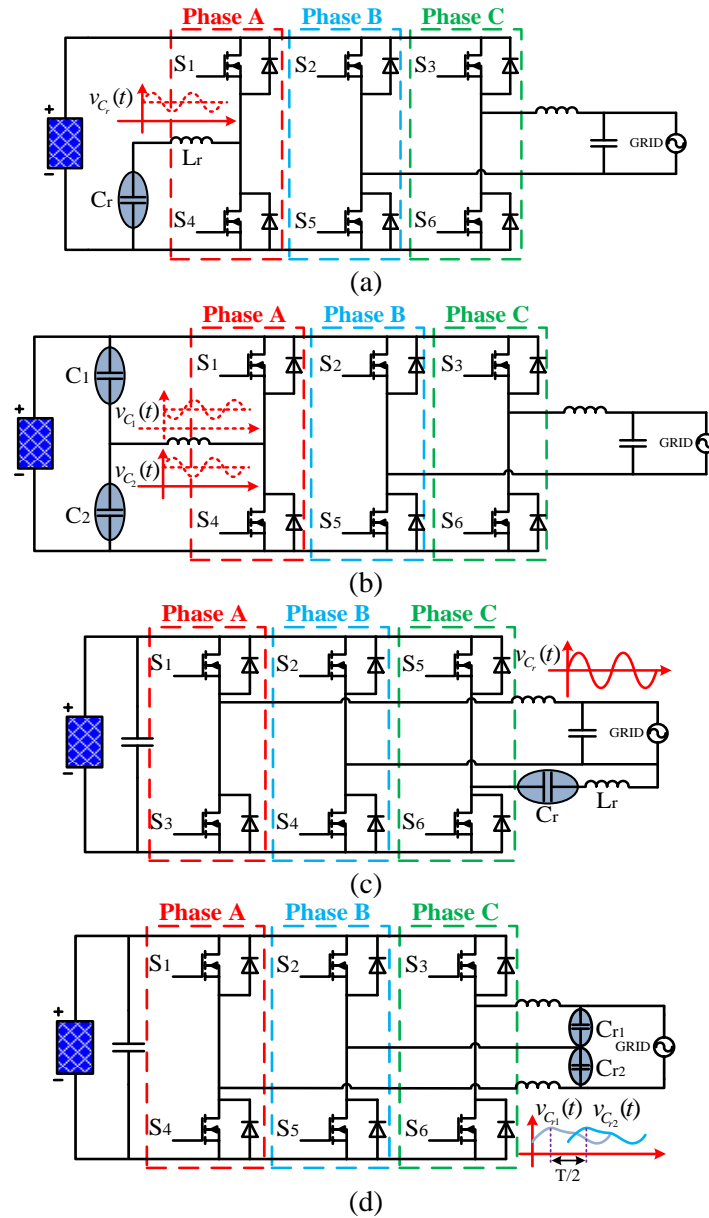 Phase A Phase B Phase C
+
S1 S2 S3
vCr(t)
GRID
-
Lr
Cr
S4 S5 S6
(a)
Phase A Phase B Phase C
C1
S1 S2 S3
+
vC1(t)
GRID
-
vC2(t)
C2
S4 S5 S6
(b)
Phase A Phase B Phase C
S1 S2 S5
vCr(t)
+
GRID
-
S3 S4 S6
Cr Lr
(c)
Phase A Phase B Phase C
S1 S2 S3
+
Cr1
GRID
Cr2
-
S4 S5 S6
vCr1(t) vCr2(t)
T/2
(d)